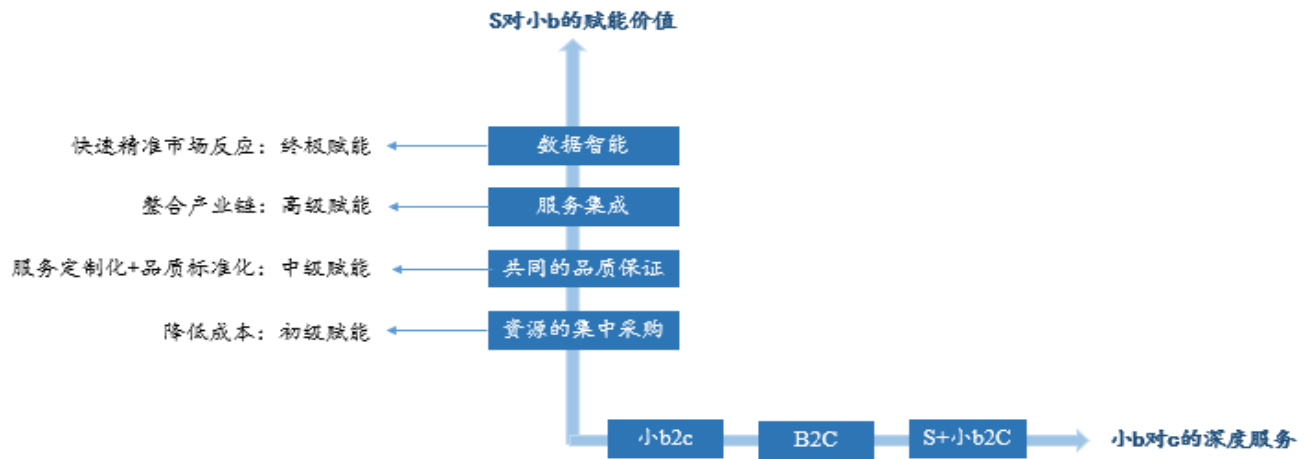 S对小b的赋能价值
快速精准市场反应：终极赋能
数据智能
整合产业链：高级赋能
服务集成
服务定制化+品质标准化：中级赋能
共同的品质保证
降低成本：初级赋能
资源的集中采购
小b2c
B2C
S+小b2C
小b对c的深度服务